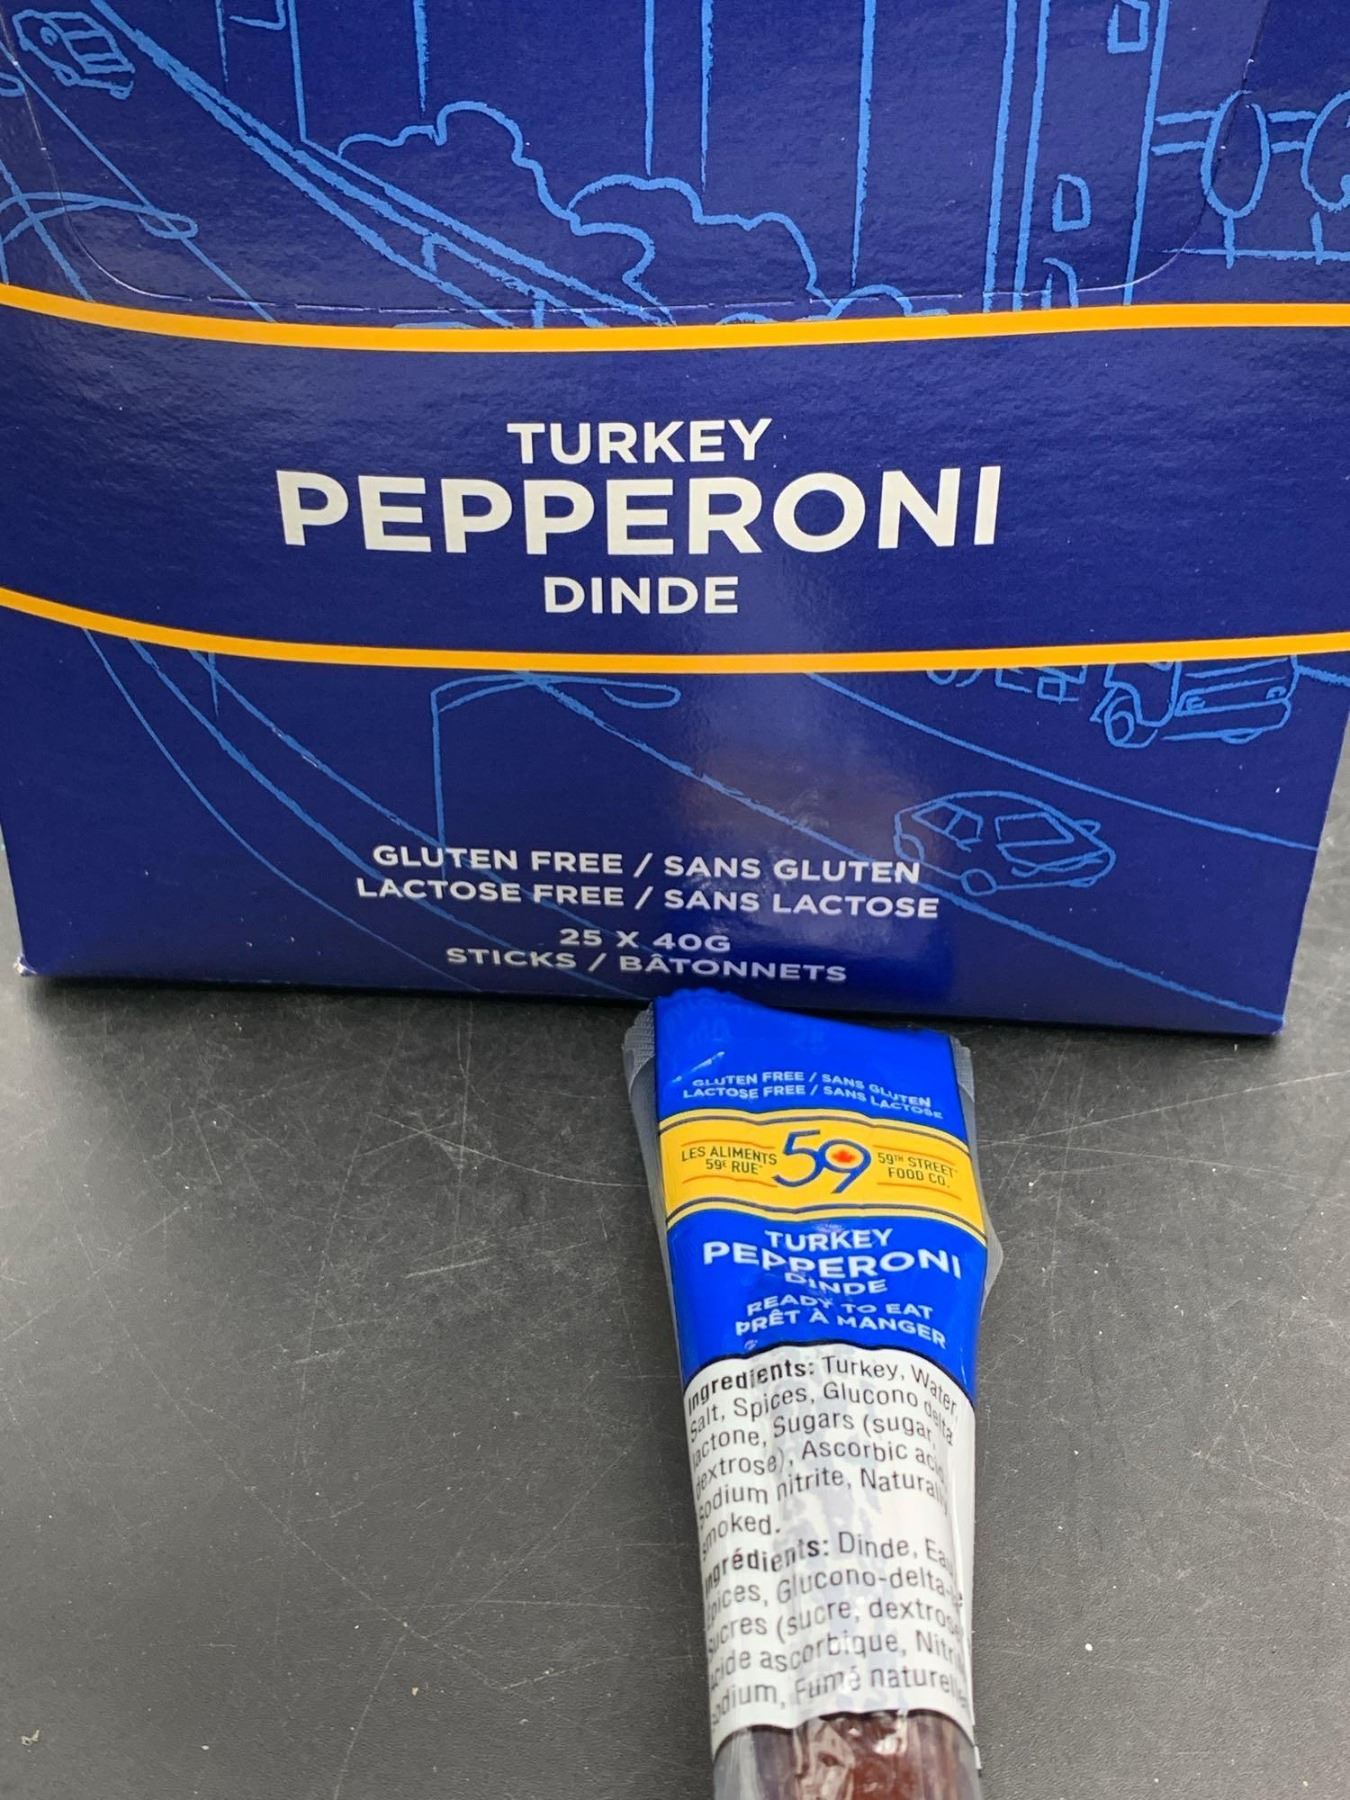 TURKEY
PEPPERONI
DINDE
GLUTEN FREE / SANS GLUTEN
LACTOSE FREE / SANS LACTOSE
25 X 40G
STICKS / BÂTONNETS
GLUTEN FREE / SANS GLUTEN
LACTOSE FREE / SANS LACTOSE
LES ALIMENTS
59E RUE
59
59TH STREET
FOOD CO.
TURKEY
PEPPERONI
DINDE
READY TO EAT
PRÊT À MANGER
Ingredients: Turkey, Water,
Salt, Spices, Glucono delta
lactone, Sugars (sugar,
dextrose), Ascorbic acid,
Sodium nitrite, Naturally
smoked.
Ingrédients: Dinde, Eau,
Épices, Glucono-delta-
sucres (sucre, dextrose
acide ascorbique,
sodium, Fumé naturelle